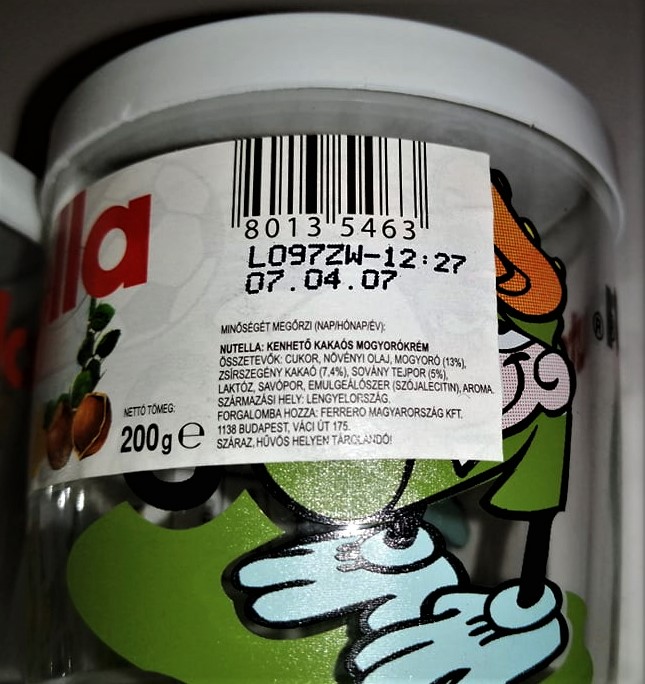 lla
8013 5463
L097ZW-12:27
07.04.07
MINŐSÉGÉT MEGŐRZI (NAP/HÓNAP/ÉV):
NUTELLA: KENHETŐ KAKAÓS MOGYORÓKRÉM
ÖSSZETEVŐK: CUKOR, NÖVÉNYI OLAJ, MOGYORÓ (13%),
ZSÍRSZEGÉNY KAKAÓ (7,4%), SOVÁNY TEJPOR (5%),
LAKTÓZ, SAVÓPOR, EMULGEÁLÓSZER (SZÓJALECITIN), AROMA.
SZÁRMAZÁSI HELY: LENGYELORSZÁG.
FORGALOMBA HOZZA: FERRERO MAGYARORSZÁG KFT.
1138 BUDAPEST, VÁCI ÚT 175.
SZÁRAZ, HŰVÖS HELYEN TÁROLANDÓ!
NETTÓ TÖMEG:
200g e
®